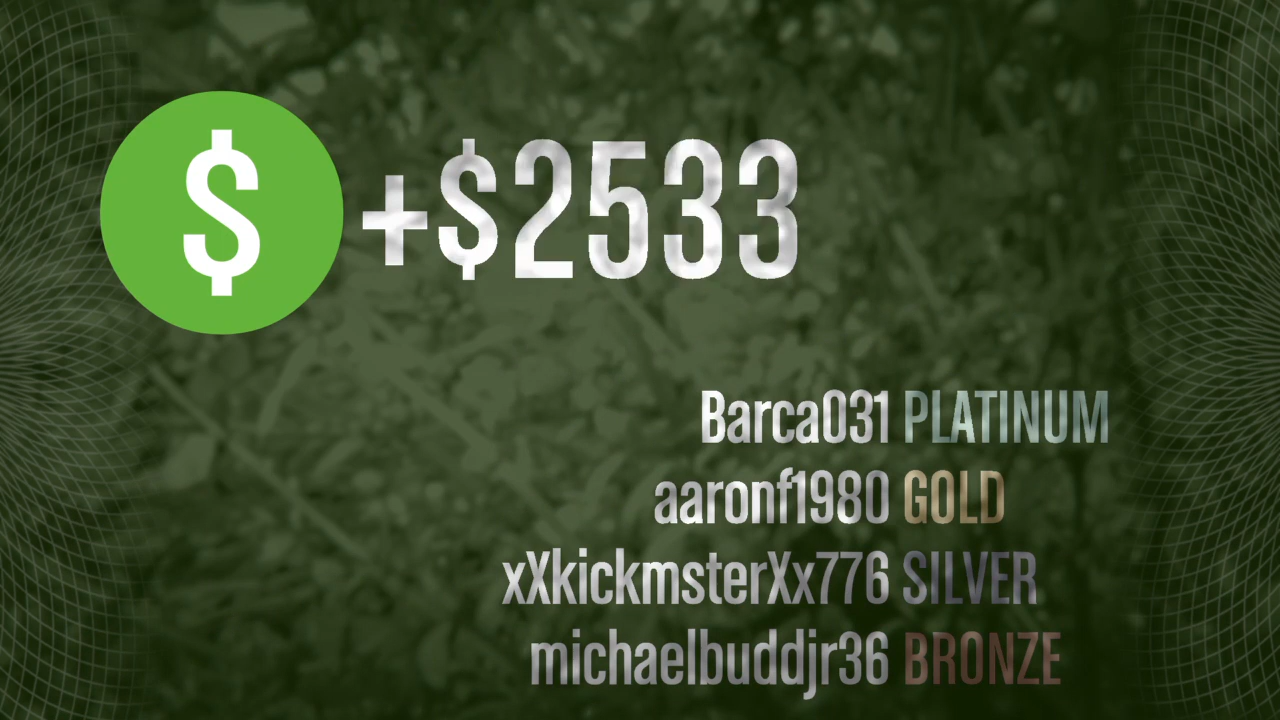 $ +$2533
Barca031 PLATINUM
aaronf1980 GOLD
xXkickmsterXx776 SILVER
michaelbuddjr36 BRONZE